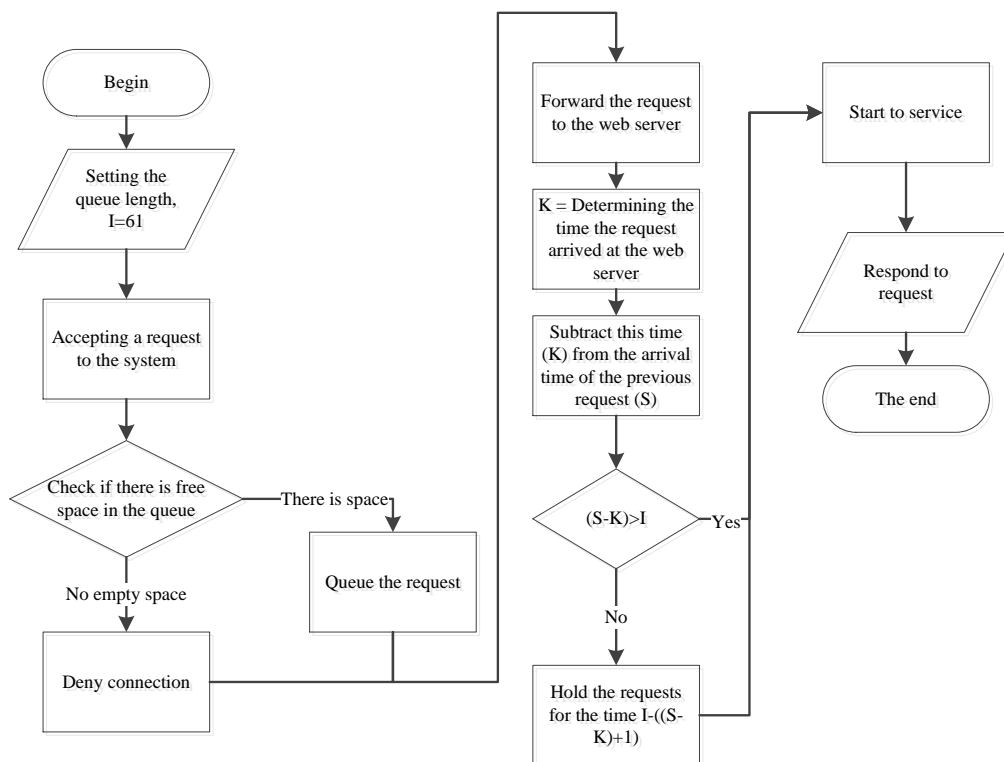 Begin
Setting the
queue length,
I=61
Accepting a request
to the system
Check if there is free
space in the queue
There is space
No empty space
Queue the request
Deny connection
Forward the request
to the web server
K = Determining the
time the request
arrived at the web
server
Subtract this time
(K) from the arrival
time of the previous
request (S)
(S-K)>I
Yes
No
Hold the requests
for the time I-((S-
K)+1)
Start to service
Respond to
request
The end